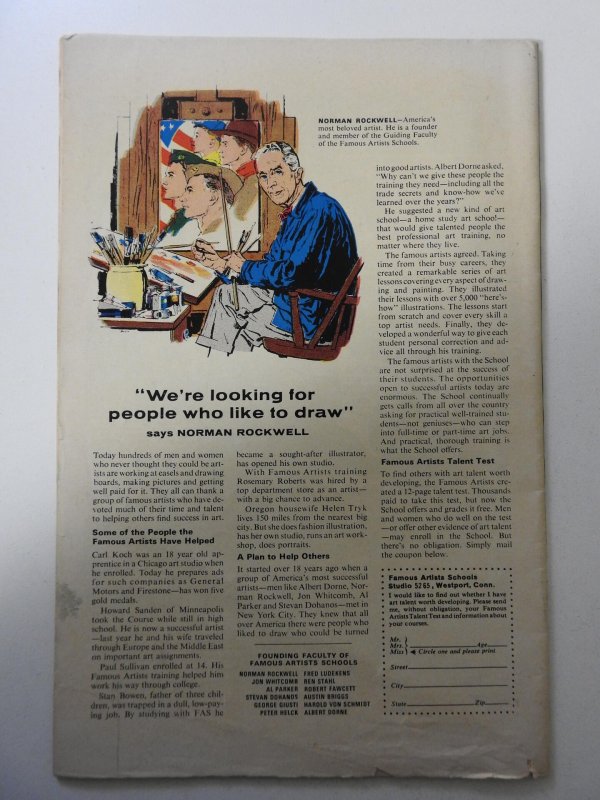 NORMAN ROCKWELL—America's
most beloved artist. He is a founder
and member of the Guiding Faculty
of the Famous Artists Schools.
"We're looking for
people who like to draw"
says NORMAN ROCKWELL
Today hundreds of men and women
who never thought they could be art-
ists are working at easels and drawing
boards, making pictures and getting
well paid for it. They all can thank a
group of famous artists who have de-
voted much of their time and talent
to helping others find success in art.
Some of the People the
Famous Artists Have Helped
Carl Koch was an 18 year old ap-
prentice in a Chicago art studio when
he enrolled. Today he prepares ads
for such companies as General
Motors and Firestone—has won five
gold medals.
Howard Sanden of Minneapolis
took the Course while still in high
school. He is now a successful artist
—last year he and his wife traveled
through Europe and the Middle East
on important art assignments.
Paul Sullivan enrolled at 14. His
Famous Artists training helped him
work his way through college.
Stan Bowen, father of three chil-
dren, was trapped in a dull, low-pay-
ing job. By studying with FAS he
became a sought-after illustrator,
has opened his own studio.
With Famous Artists training
Rosemary Roberts was hired by a
top department store as an artist—
with a big chance to advance.
Oregon housewife Helen Tryk
lives 150 miles from the nearest big
city. But she does fashion illustration,
has her own studio, runs an art work-
shop, does portraits.
A Plan to Help Others
It started over 18 years ago when a
group of America's most successful
artists—men like Albert Dorne, Nor-
man Rockwell, Jon Whitcomb, Al
Parker and Stevan Dohanos—met in
New York City. They knew that all
over America there were people who
liked to draw who could be turned
FOUNDING FACULTY OF
FAMOUS ARTISTS SCHOOLS
NORMAN ROCKWELL FRED LUDEKENS
JON WHITCOMB BEN STAHL
AL PARKER ROBERT FAWCETT
STEVAN DOHANOS AUSTIN BRIGGS
GEORGE GIUSTI HAROLD VON SCHMIDT
PETER HELCK ALBERT DORNE
into good artists. Albert Dorne asked,
"Why can't we give these people the
training they need—including all the
trade secrets and know-how we've
learned over the years?"
He suggested a new kind of art
school—a home study art school—
that would give talented people the
best professional art training, no
matter where they live.
The famous artists agreed. Taking
time from their busy careers, they
created a remarkable series of art
lessons covering every aspect of draw-
ing and painting. They illustrated
their lessons with over 5,000 "here's-
how" illustrations. The lessons start
from scratch and cover every skill a
top artist needs. Finally, they de-
veloped a wonderful way to give each
student personal correction and ad-
vice all through his training.
The famous artists with the School
are not surprised at the success of
their students. The opportunities
open to successful artists today are
enormous. The School continually
gets calls from all over the country
asking for practical well-trained stu-
dents—not geniuses—who can step
into full-time or part-time art jobs.
And practical, thorough training is
what the School offers.
Famous Artists Talent Test
To find others with art talent worth
developing, the Famous Artists cre-
ated a 12-page talent test. Thousands
paid to take this test, but now the
School offers and grades it free. Men
and women who do well on the test
—or offer other evidence of art talent
—may enroll in the School. But
there's no obligation. Simply mail
the coupon below.
Famous Artists Schools
Studio 5265, Westport, Conn.
I would like to find out whether I have
art talent worth developing. Please send
me, without obligation, your Famous
Artists Talent Test and information about
your courses.
Mr.
Mrs. Age
Miss Circle one and please print.
Street
City
State Zip